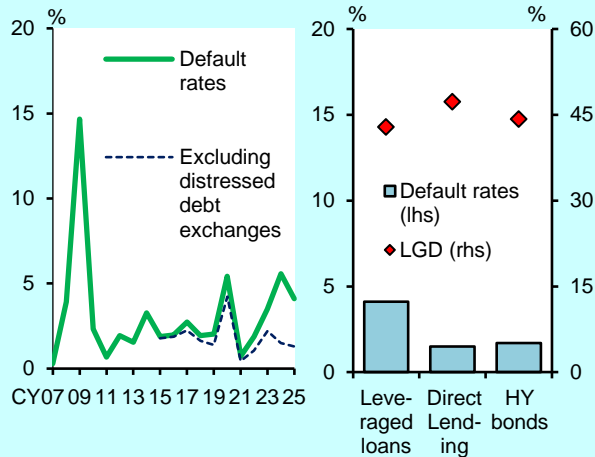 %
20
15
10
5
0
Default
rates
Excluding
distressed
debt
exchanges
CY07 09 11 13 15 17 19 21 23 25
% %
20 60
15 45
10 30
5 15
0 0
Default rates
(lhs)
LGD (rhs)
Leve-
raged
loans
Direct
Lend-
ing
HY
bonds